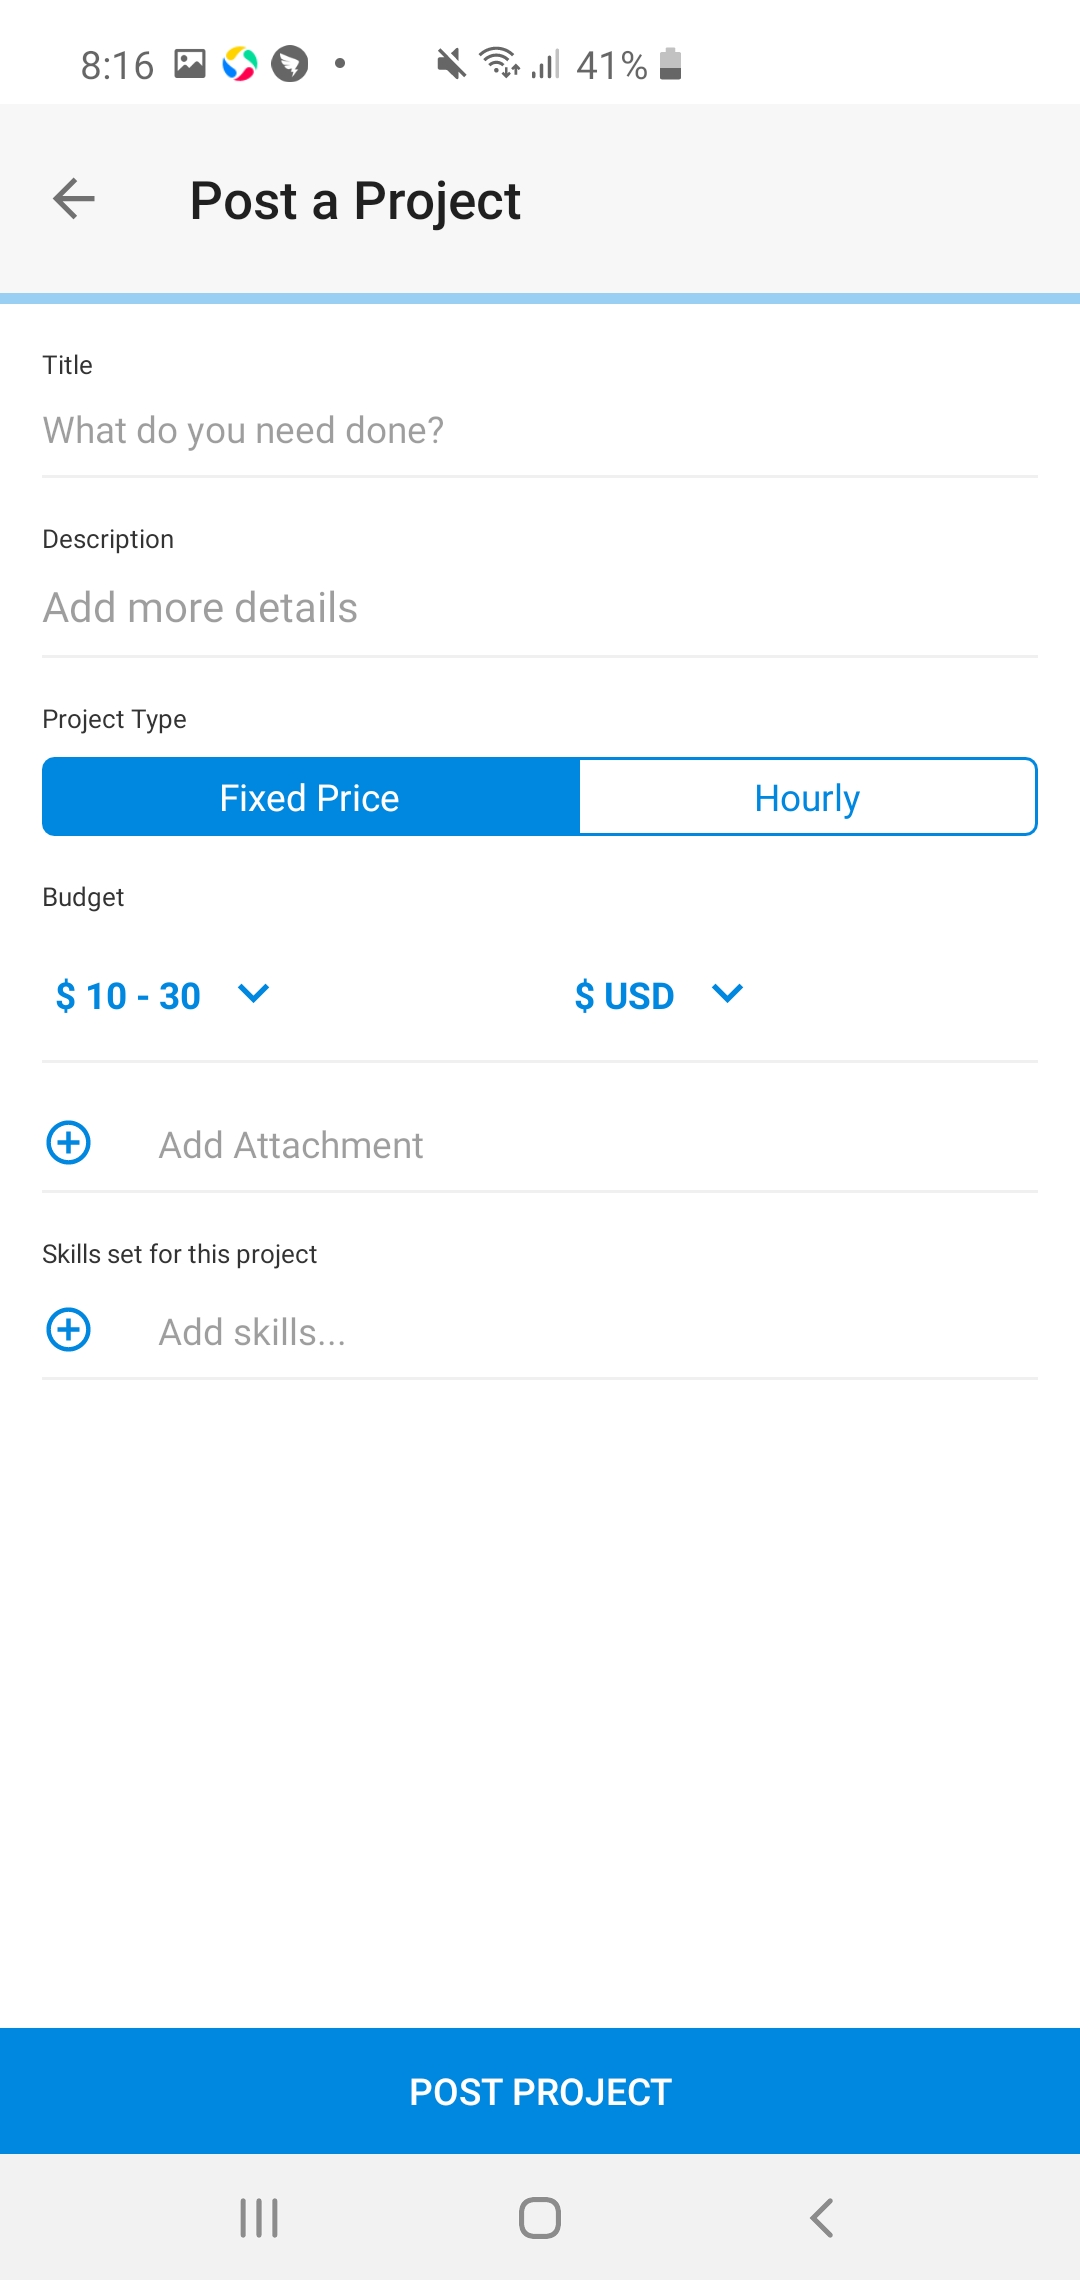 8:16 41%
Post a Project
Title
What do you need done?
Description
Add more details
Project Type
Fixed Price Hourly
Budget
$ 10 - 30 $ USD
Add Attachment
Skills set for this project
Add skills...
POST PROJECT